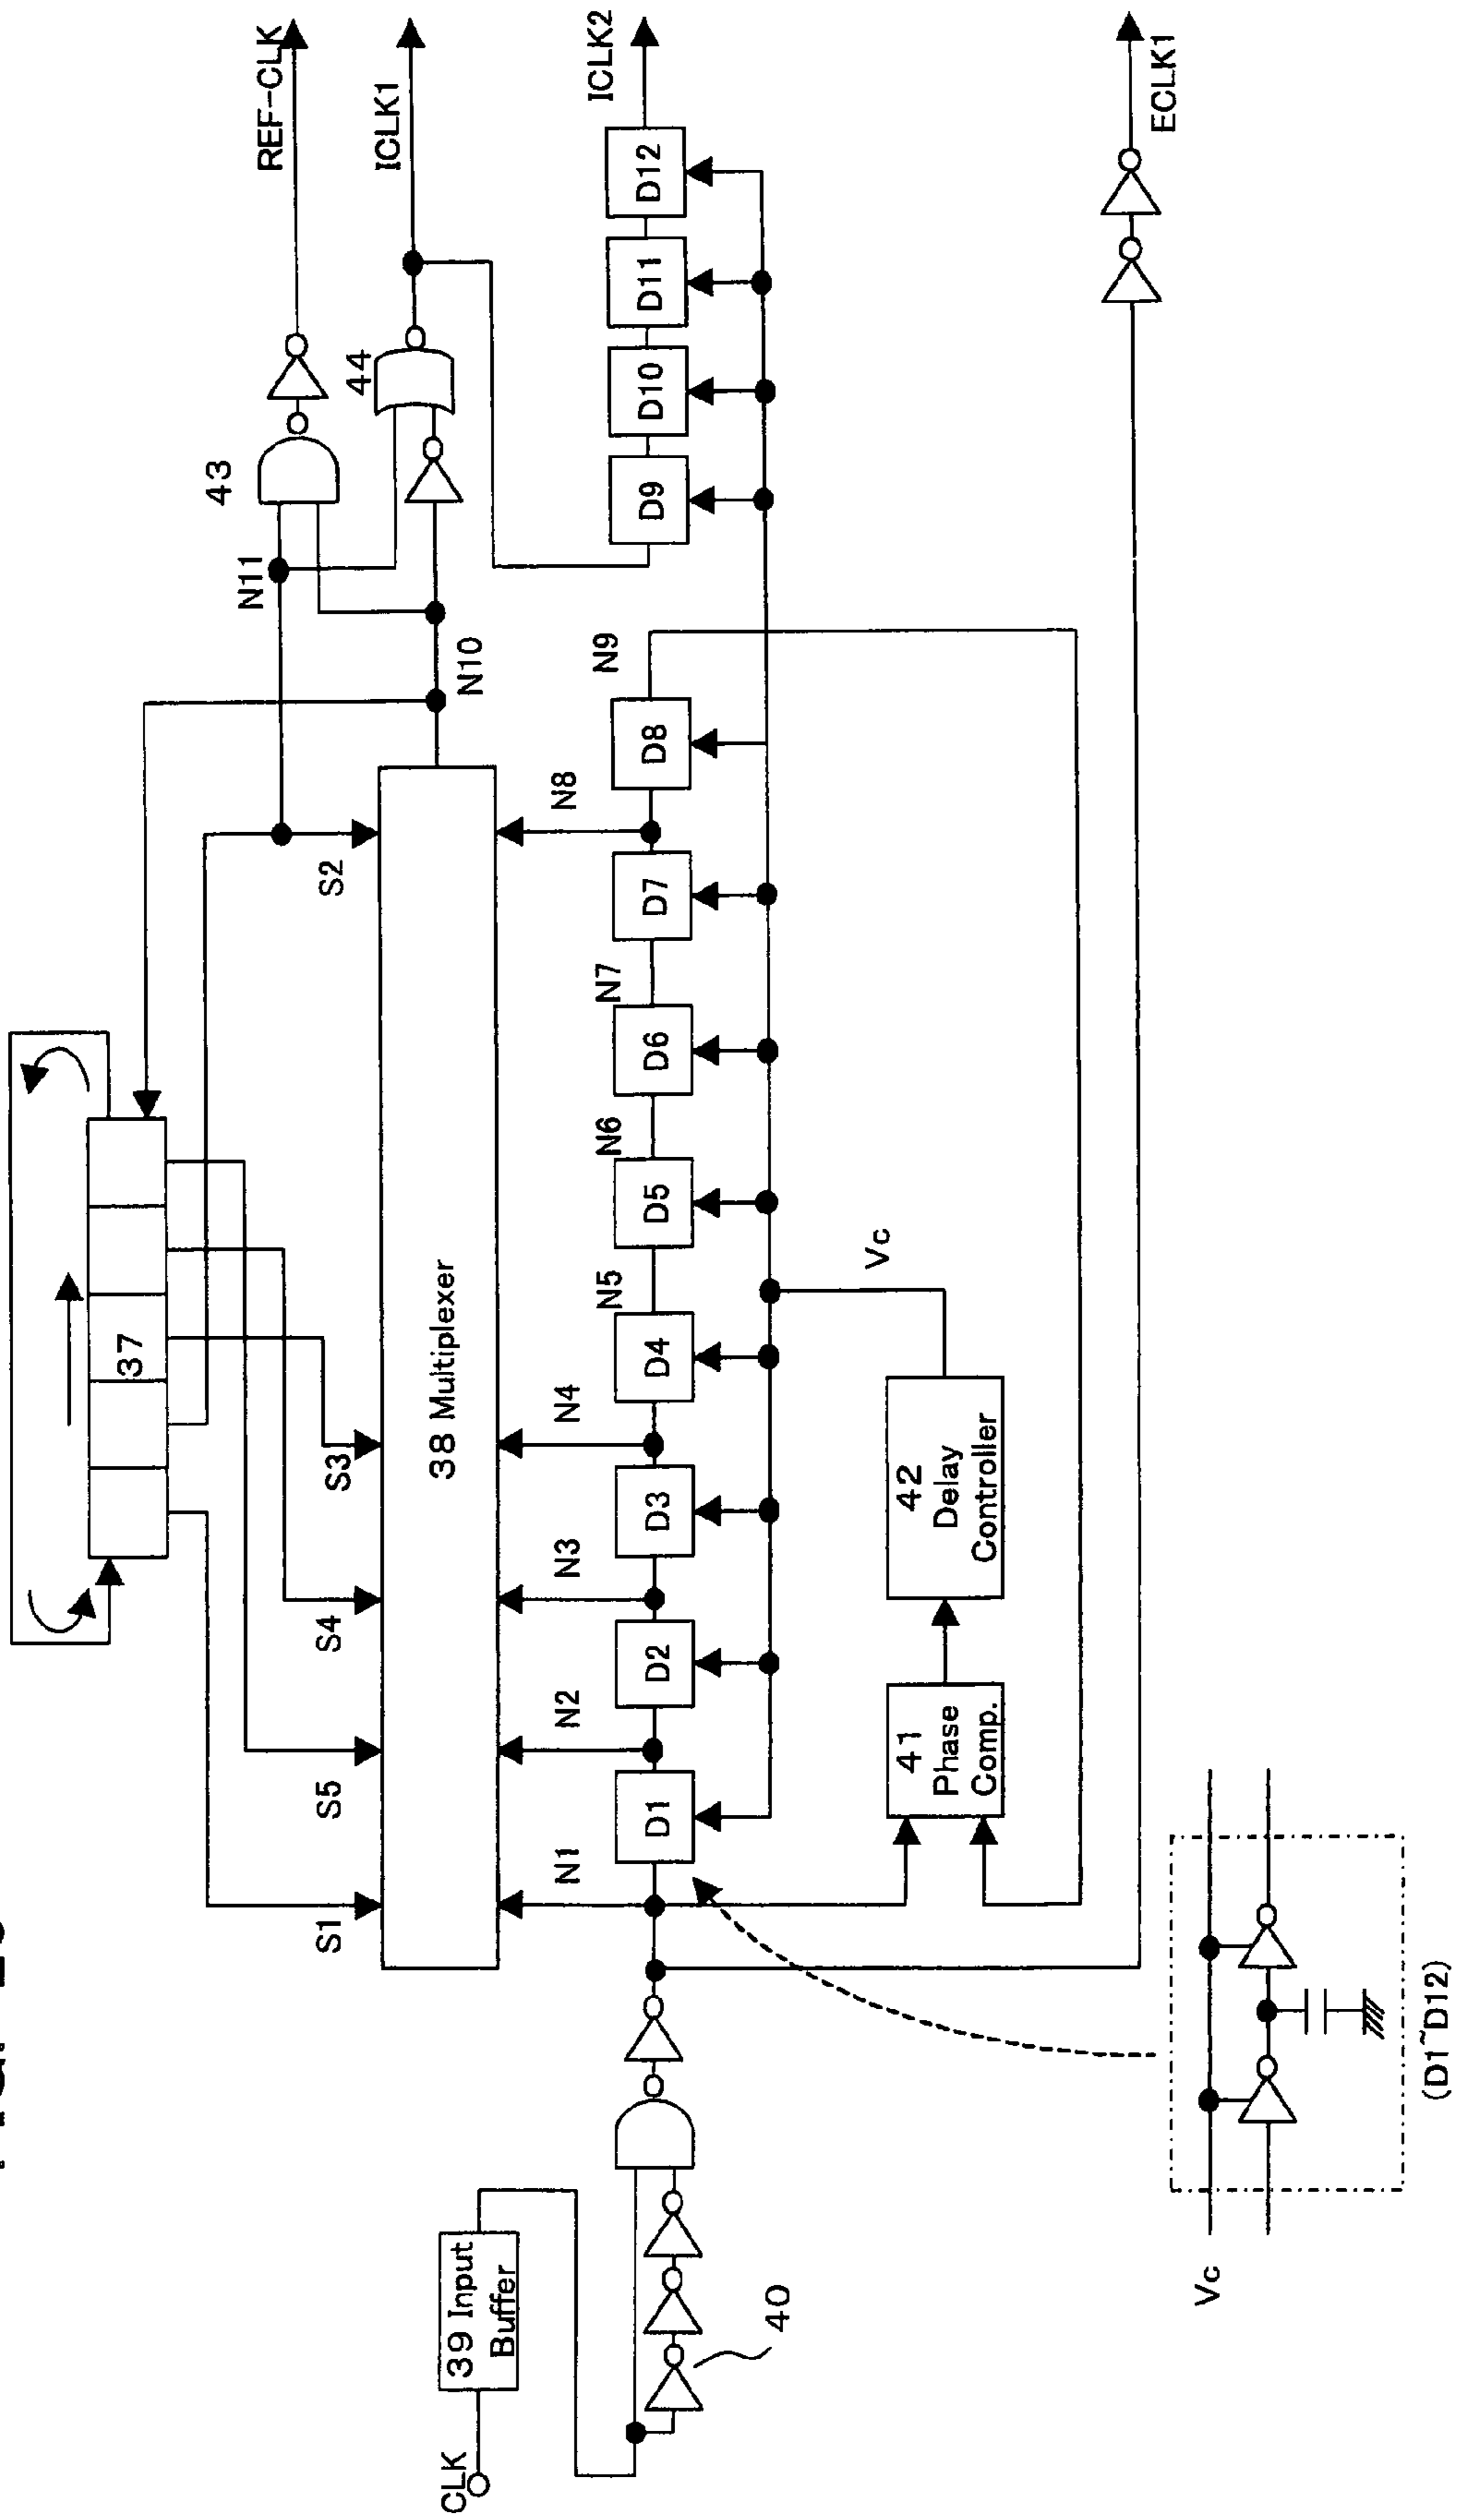 REF-CLK
ICLK1
ICLK2
ECLK1
43
44
N11
N10
37
S1
S5
S4
S3
S2
38 Multiplexer
N1
N2
N3
N4
N5
N6
N7
N8
N9
D1
D2
D3
D4
D5
D6
D7
D8
D9
D10
D11
D12
CLK
39 Input
Buffer
40
41
Phase
Comp.
42
Delay
Controller
Vc
Vc
(D1~D12)